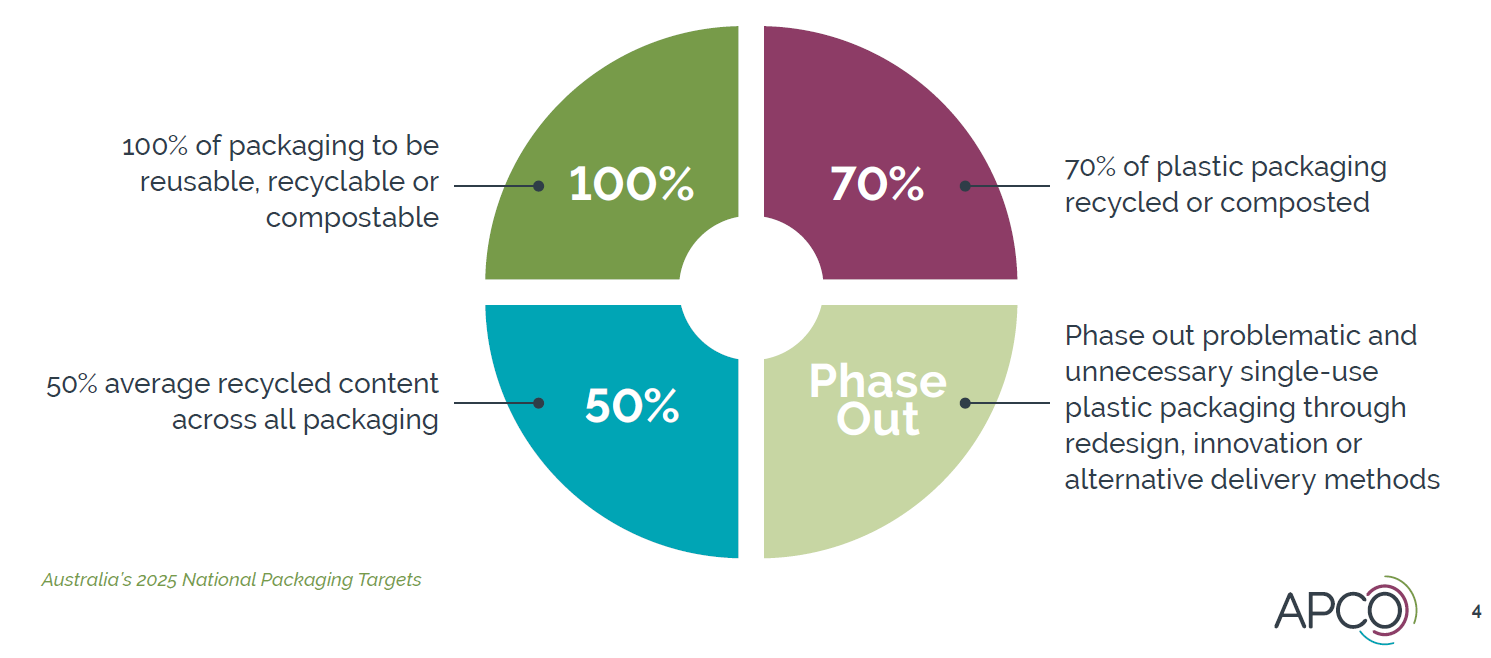 100% of packaging to be
reusable, recyclable or
compostable
100%
70%
70% of plastic packaging
recycled or composted
50% average recycled content
across all packaging
50%
Phase
Out
Phase out problematic and
unnecessary single-use
plastic packaging through
redesign, innovation or
alternative delivery methods
Australia's 2025 National Packaging Targets
APCO
4